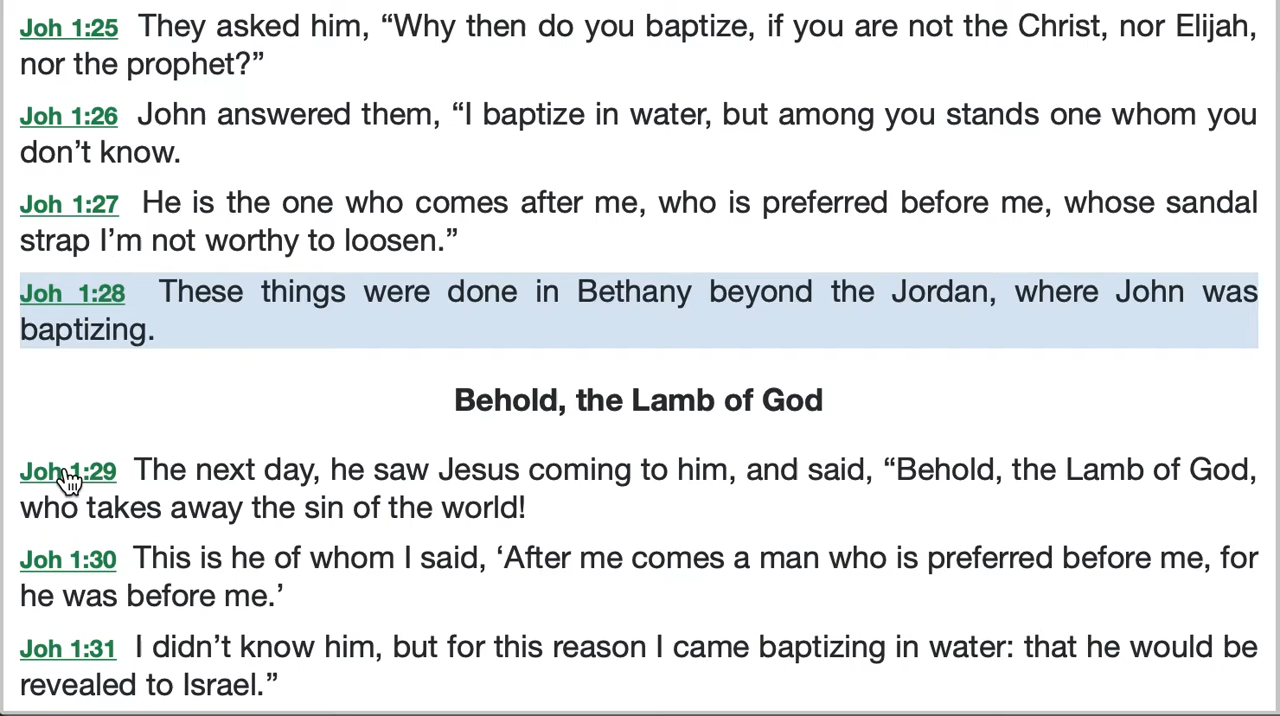 Joh 1:25 They asked him, “Why then do you baptize, if you are not the Christ, nor Elijah,
nor the prophet?”
Joh 1:26 John answered them, “I baptize in water, but among you stands one whom you
don’t know.
Joh 1:27 He is the one who comes after me, who is preferred before me, whose sandal
strap I’m not worthy to loosen.”
Joh 1:28 These things were done in Bethany beyond the Jordan, where John was
baptizing.
Behold, the Lamb of God
Joh 1:29 The next day, he saw Jesus coming to him, and said, “Behold, the Lamb of God,
who takes away the sin of the world!
Joh 1:30 This is he of whom I said, ‘After me comes a man who is preferred before me, for
he was before me.’
Joh 1:31 I didn’t know him, but for this reason I came baptizing in water: that he would be
revealed to Israel.”